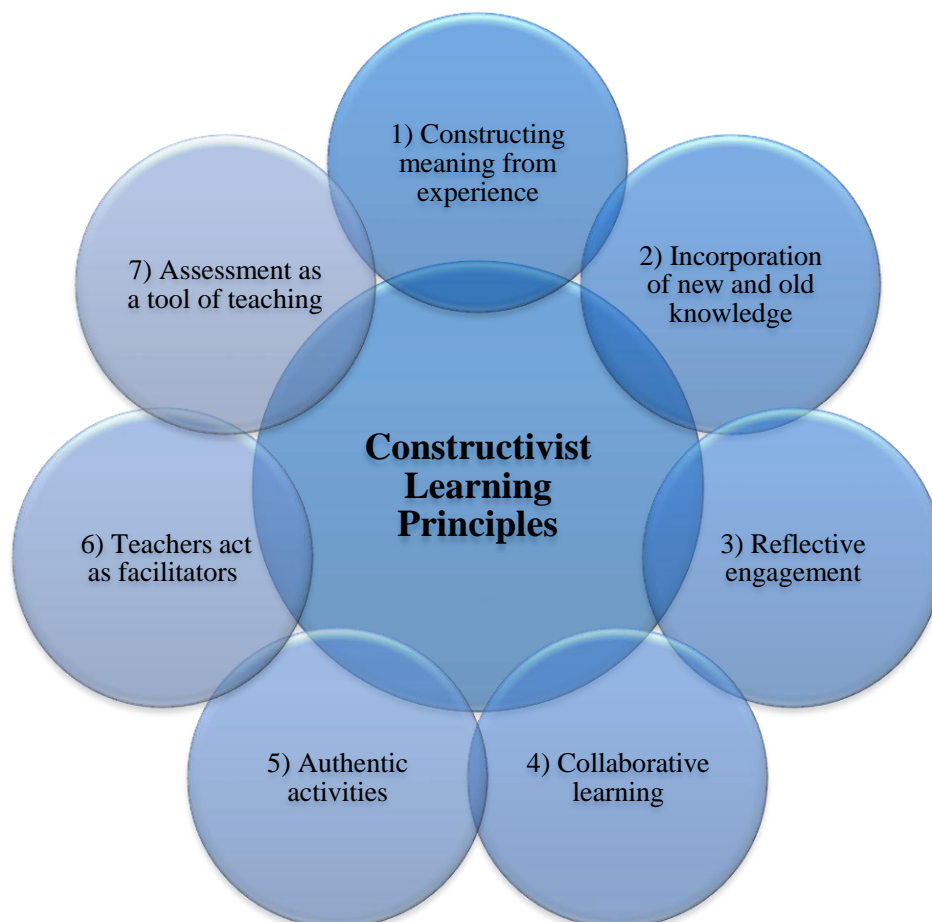 1) Constructing
meaning from
experience
2) Incorporation
of new and old
knowledge
3) Reflective
engagement
4) Collaborative
learning
5) Authentic
activities
6) Teachers act
as facilitators
7) Assessment as
a tool of teaching
Constructivist
Learning
Principles